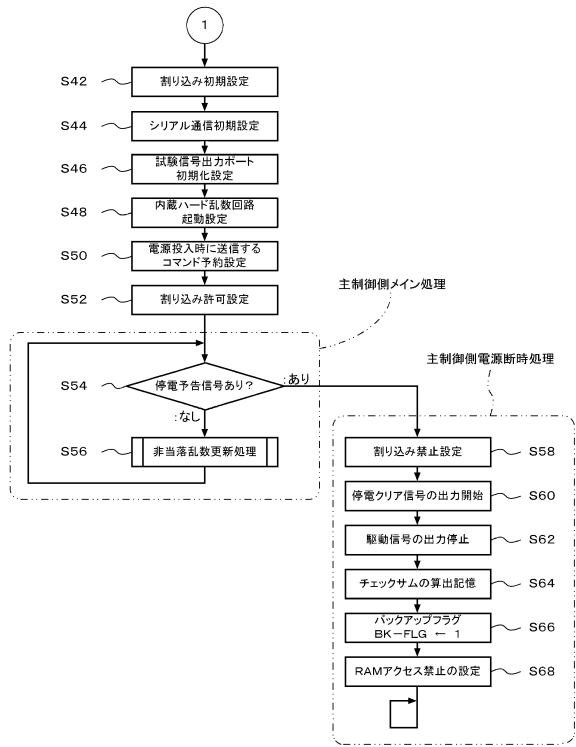 1
S42
割り込み初期設定
S44
シリアル通信初期設定
S46
試験信号出力ポート
初期化設定
S48
内蔵ハード乱数回路
起動設定
S50
電源投入時に送信する
コマンド予約設定
S52
割り込み許可設定
主制御側メイン処理
S54
停電予告信号あり？
：あり
：なし
S56
非当落乱数更新処理
主制御側電源断時処理
割り込み禁止設定
S58
停電クリア信号の出力開始
S60
駆動信号の出力停止
S62
チェックサムの算出記憶
S64
バックアップフラグ
BK－FLG ← 1
S66
RAMアクセス禁止の設定
S68